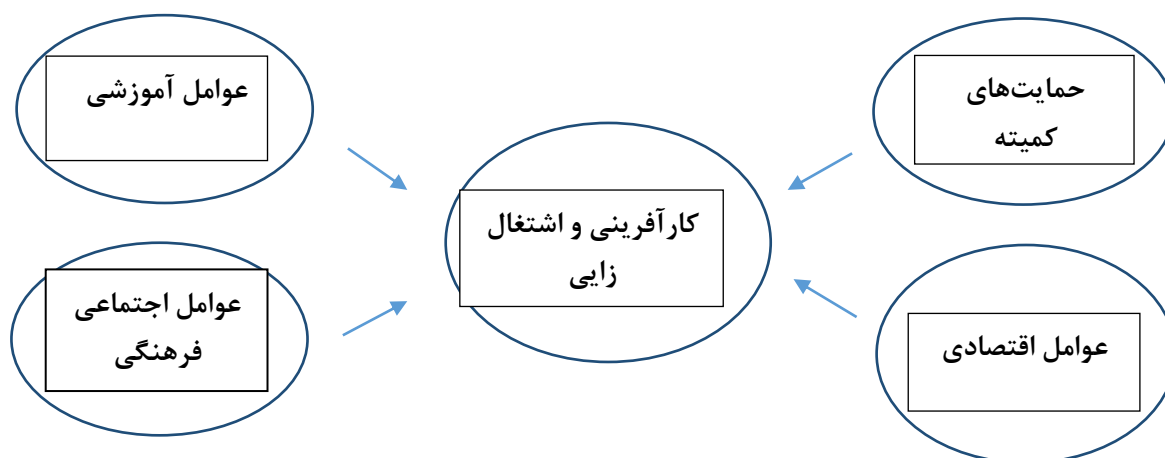 حمایت‌های
کمیته
عوامل آموزشی
کارآفرینی و اشتغال
زایی
عوامل اجتماعی
فرهنگی
عوامل اقتصادی